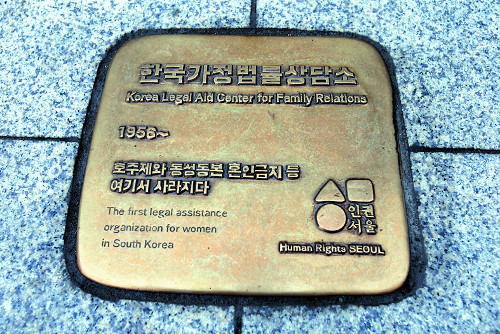 한국가정법률상담소
Korea Legal Aid Center for Family Relations
1956~
호주제와 동성동본 혼인금지 등
여기서 사라지다
The first legal assistance
organization for women
in South Korea
인권
서울
Human Rights SEOUL